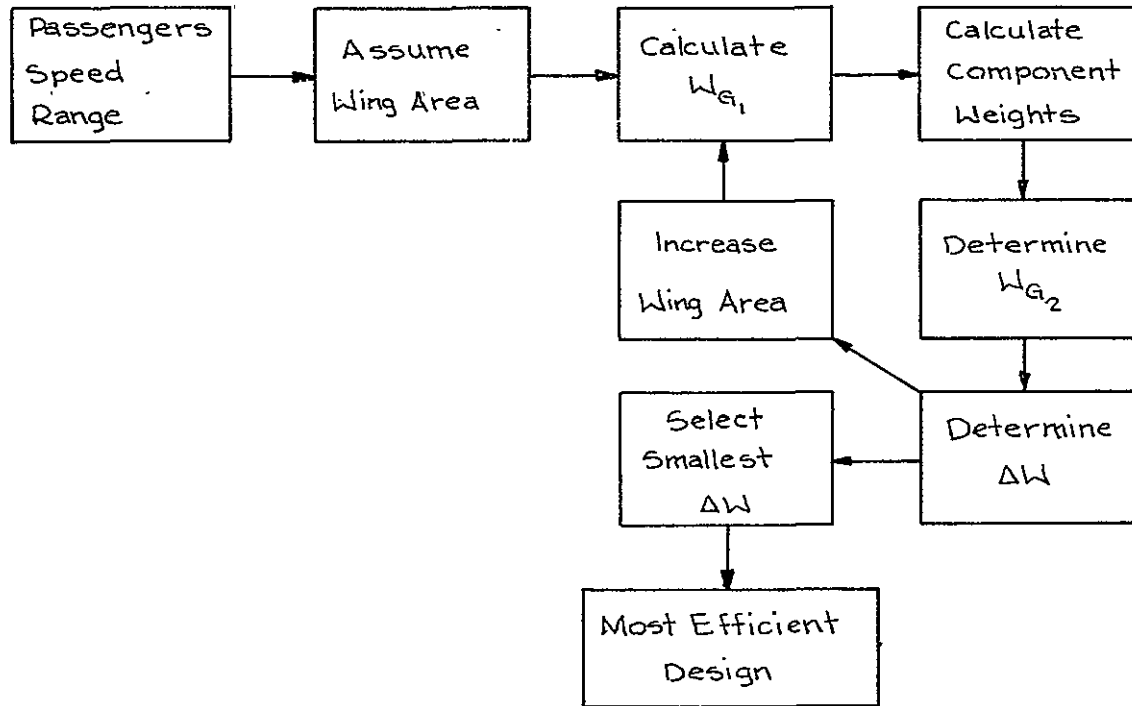 Passengers
Speed
Range
Assume
Wing Area
Calculate
W_G₁
Calculate
Component
Weights
Increase
Wing Area
Determine
W_G₂
Select
Smallest
ΔW
Determine
ΔW
Most Efficient
Design